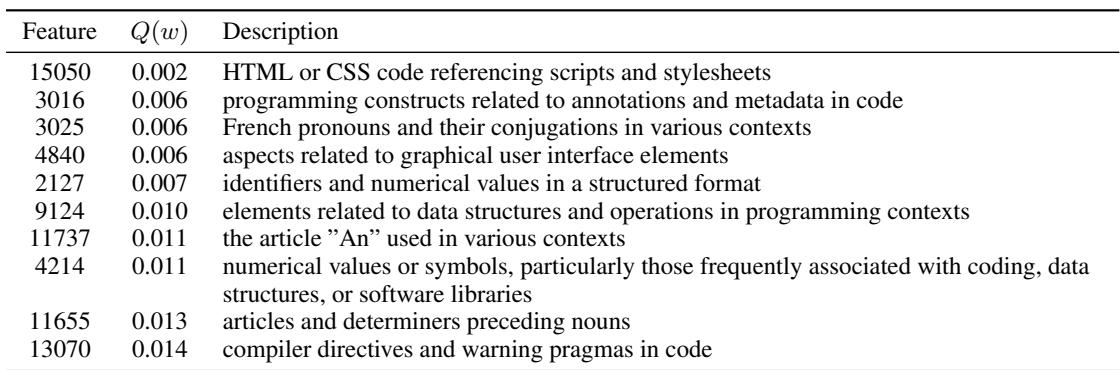 Feature Q(w) Description
15050 0.002 HTML or CSS code referencing scripts and stylesheets
3016 0.006 programming constructs related to annotations and metadata in code
3025 0.006 French pronouns and their conjugations in various contexts
4840 0.006 aspects related to graphical user interface elements
2127 0.007 identifiers and numerical values in a structured format
9124 0.010 elements related to data structures and operations in programming contexts
11737 0.011 the article ”An” used in various contexts
4214 0.011 numerical values or symbols, particularly those frequently associated with coding, data
structures, or software libraries
11655 0.013 articles and determiners preceding nouns
13070 0.014 compiler directives and warning pragmas in code